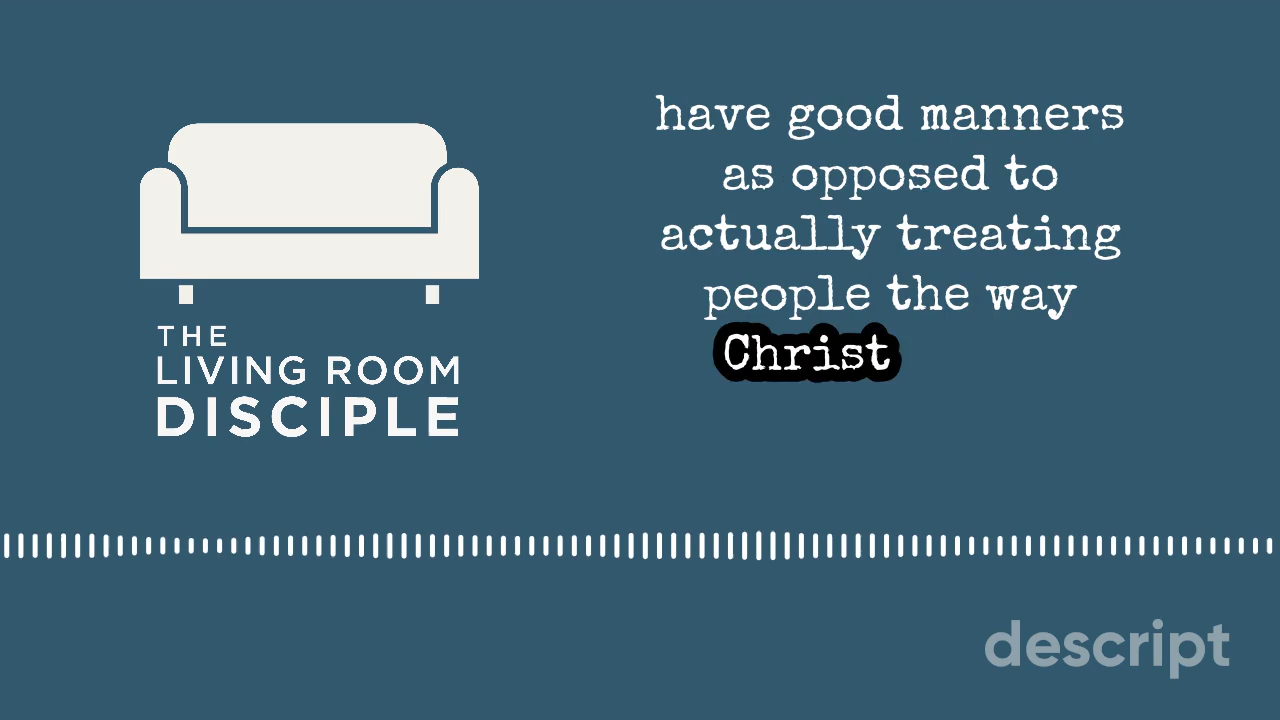 THE
LIVING ROOM
DISCIPLE
have good manners
as opposed to
actually treating
people the way
Christ
descript